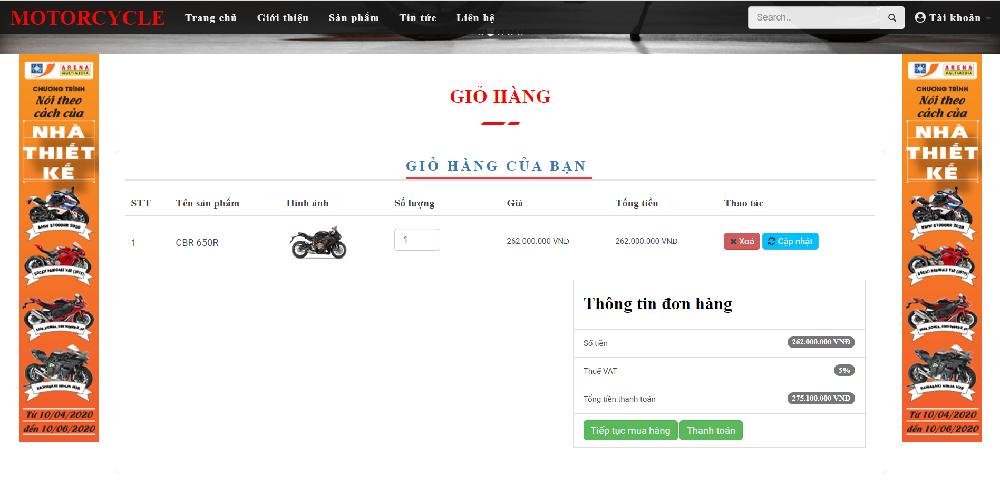 MOTORCYCLE Trang chủ Giới thiệu Sản phẩm Tin tức Liên hệ Search.. Tài khoản
ARENA
MULTIMEDIA
CHƯƠNG TRÌNH
Nói theo
cách của
NHÀ
THIẾT
KẾ
BMW S1000RR 2020
DUCATI PANIGALE V4R (2019)
KAWASAKI NINJA H2R
Từ 10/04/2020
đến 10/06/2020
GIỎ HÀNG
GIỎ HÀNG CỦA BẠN
STT Tên sản phẩm Hình ảnh Số lượng Giá Tổng tiền Thao tác
1 CBR 650R 1 262.000.000 VNĐ 262.000.000 VNĐ Xoá Cập nhật
Thông tin đơn hàng
Số tiền 262.000.000 VNĐ
Thuế VAT 5%
Tổng tiền thanh toán 275.100.000 VNĐ
Tiếp tục mua hàng Thanh toán
ARENA
MULTIMEDIA
CHƯƠNG TRÌNH
Nói theo
cách của
NHÀ
THIẾT
KẾ
BMW S1000RR 2020
DUCATI PANIGALE V4R (2019)
KAWASAKI NINJA H2R
Từ 10/04/2020
đến 10/06/2020